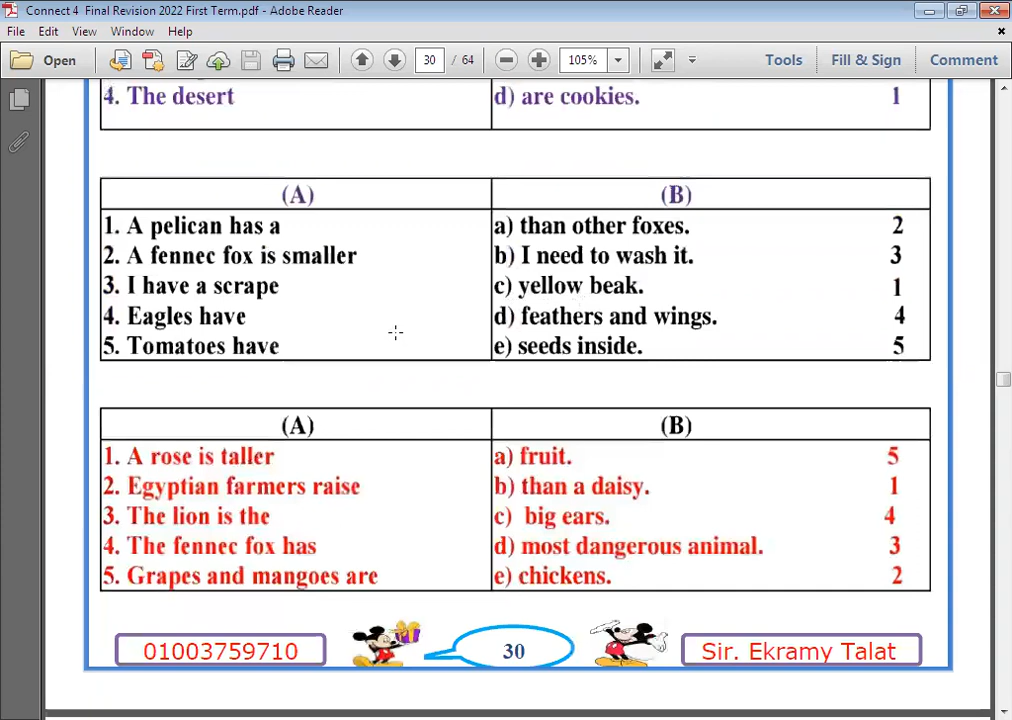 Connect 4 Final Revision 2022 First Term.pdf - Adobe Reader
File Edit View Window Help
Open 30 / 64 105% Tools Fill & Sign Comment
4. The desert d) are cookies. 1
(A) (B)
1. A pelican has a a) than other foxes. 2
2. A fennec fox is smaller b) I need to wash it. 3
3. I have a scrape c) yellow beak. 1
4. Eagles have d) feathers and wings. 4
5. Tomatoes have e) seeds inside. 5
(A) (B)
1. A rose is taller a) fruit. 5
2. Egyptian farmers raise b) than a daisy. 1
3. The lion is the c) big ears. 4
4. The fennec fox has d) most dangerous animal. 3
5. Grapes and mangoes are e) chickens. 2
01003759710 30 Sir. Ekramy Talat